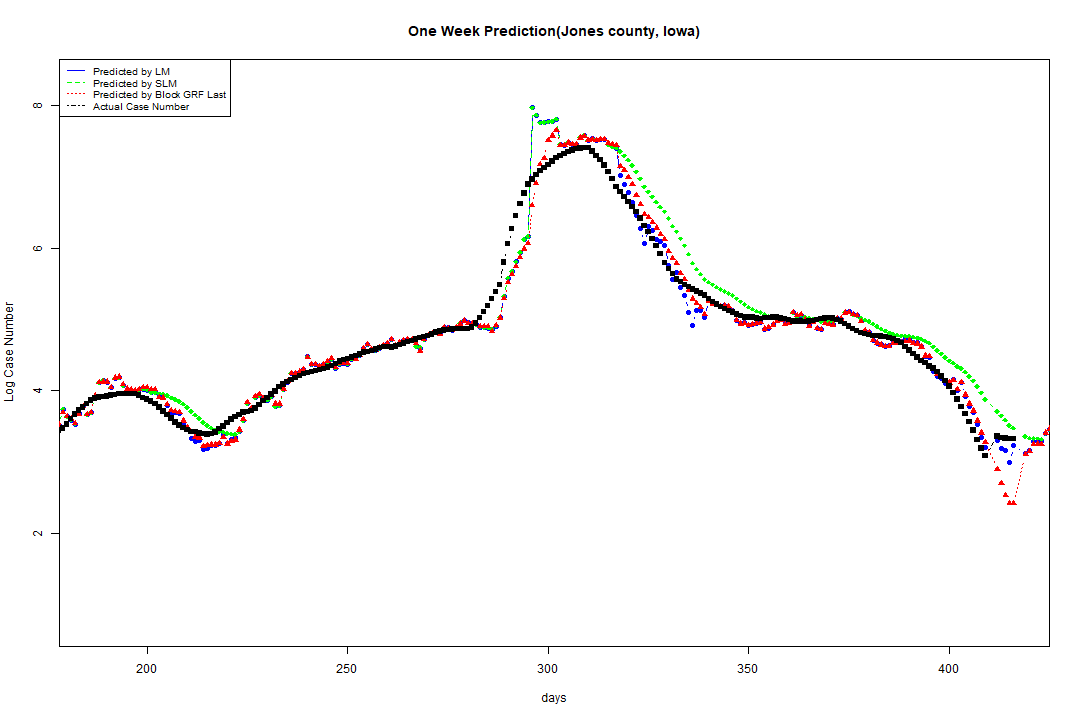 One Week Prediction(Jones county, Iowa)
Predicted by LM
Predicted by SLM
Predicted by Block GRF Last
Actual Case Number
8
6
4
2
Log Case Number
200 250 300 350 400
days